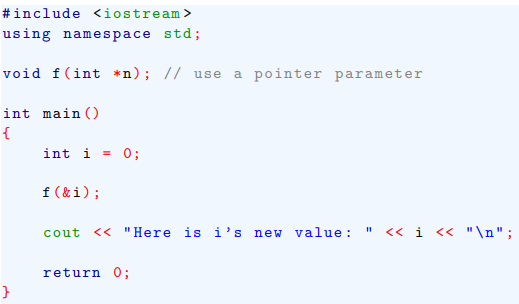 #include <iostream>
using namespace std;

void f(int *n); // use a pointer parameter

int main()
{
    int i = 0;

    f(&i);

    cout << "Here is i's new value: " << i << "\n";

    return 0;
}